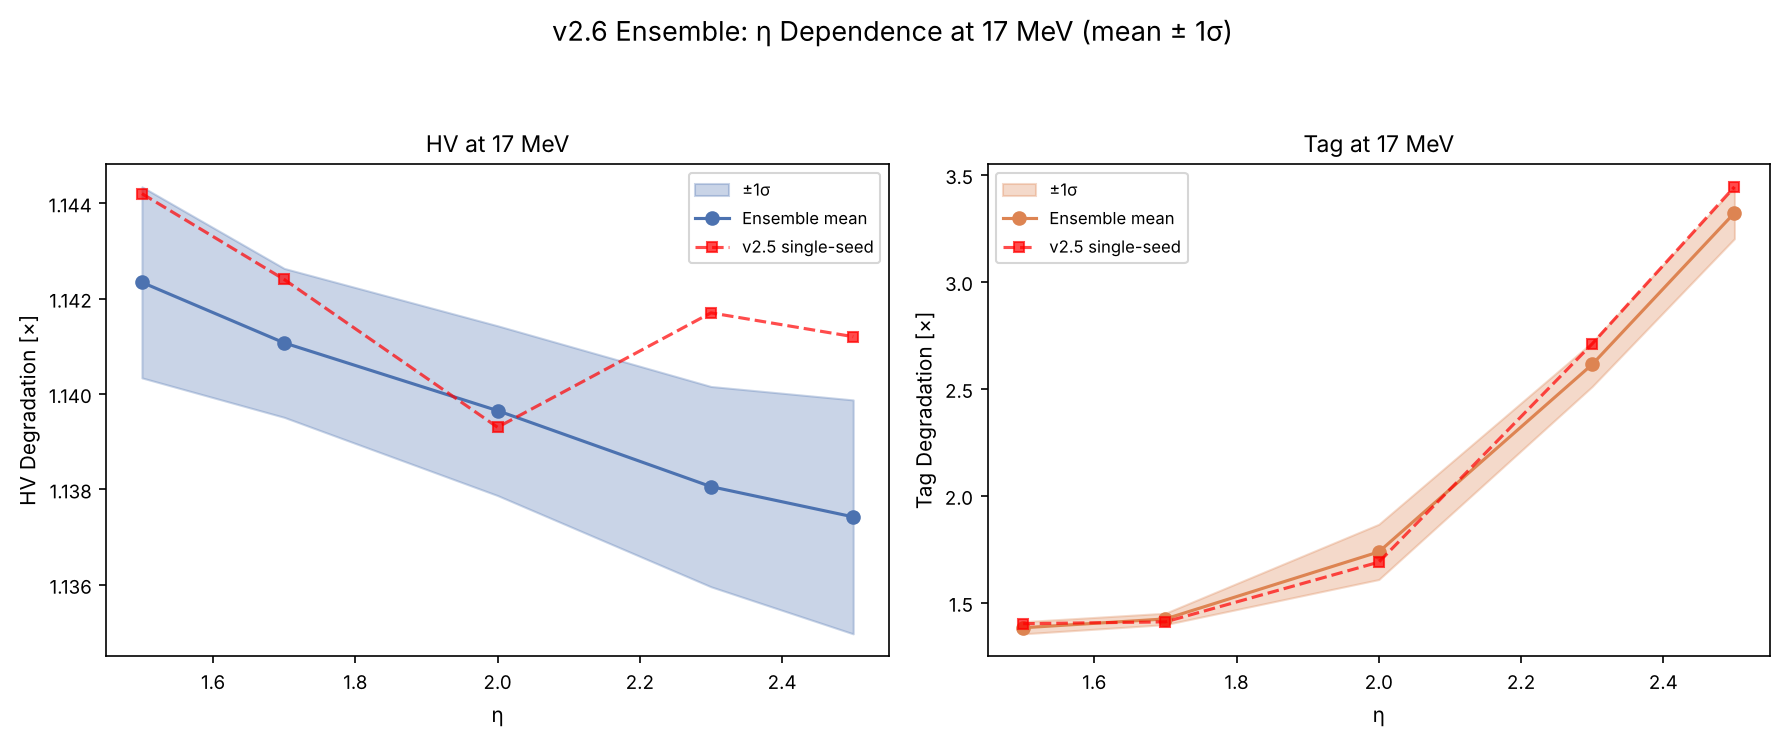 v2.6 Ensemble: η Dependence at 17 MeV (mean ± 1σ)
HV at 17 MeV
±1σ
Ensemble mean
v2.5 single-seed
1.144
1.142
1.140
1.138
1.136
HV Degradation [×]
1.6 1.8 2.0 2.2 2.4
η
Tag at 17 MeV
±1σ
Ensemble mean
v2.5 single-seed
3.5
3.0
2.5
2.0
1.5
Tag Degradation [×]
1.6 1.8 2.0 2.2 2.4
η